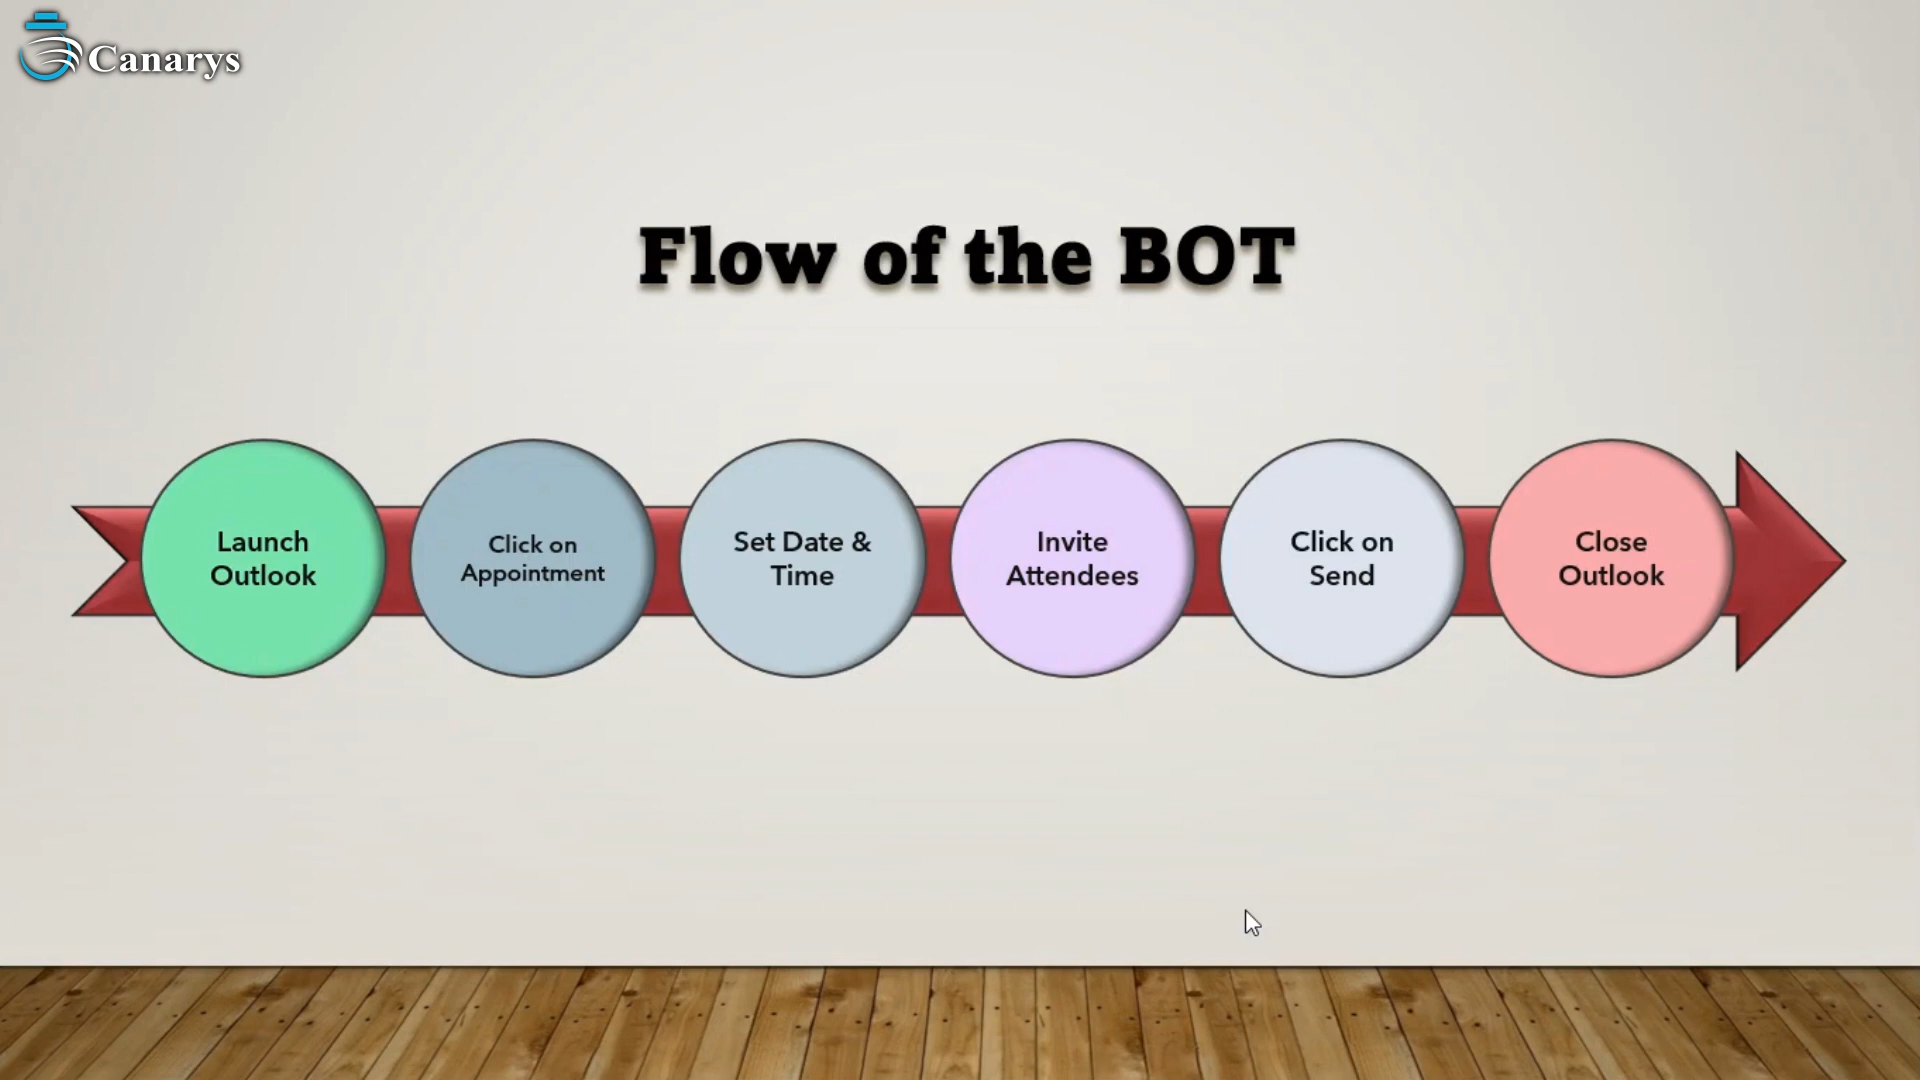 Canarys
Flow of the BOT
Launch
Outlook
Click on
Appointment
Set Date &
Time
Invite
Attendees
Click on
Send
Close
Outlook